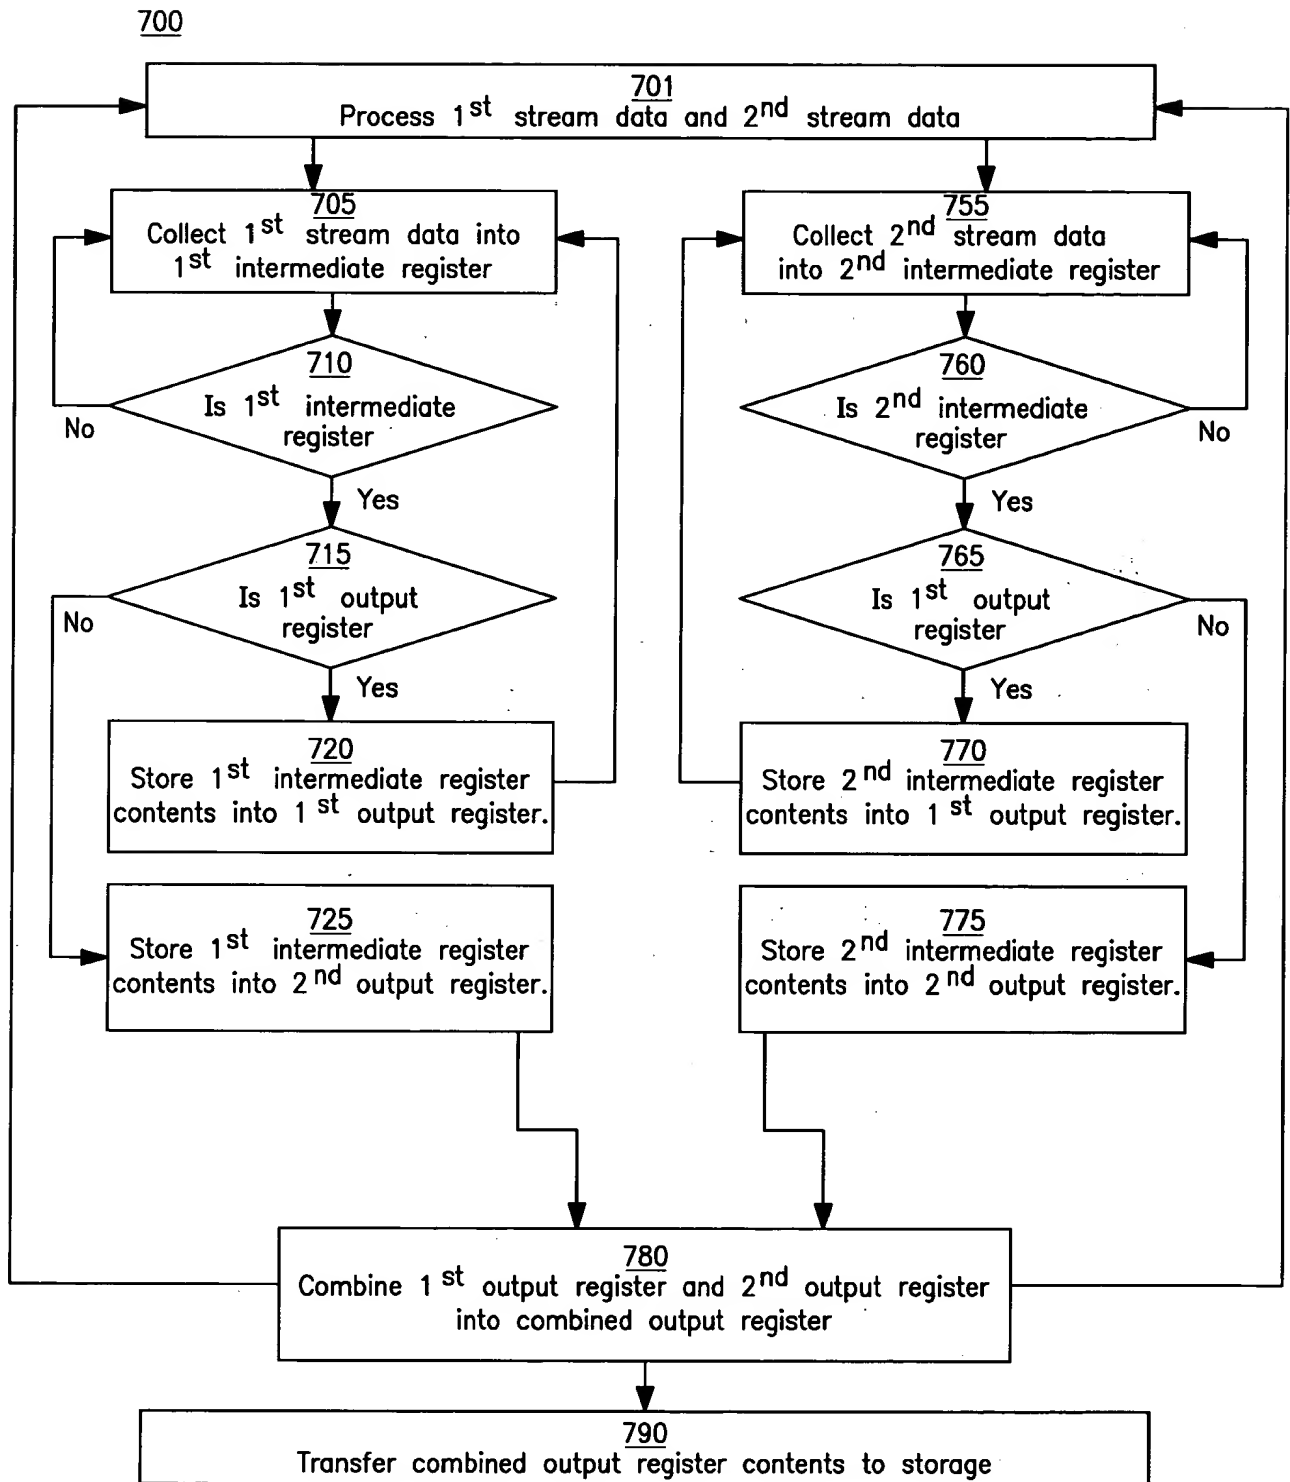 700
701
Process 1st stream data and 2nd stream data
705
Collect 1st stream data into
1st intermediate register
710
Is 1st intermediate
register
No
Yes
715
Is 1st output
register
No
Yes
720
Store 1st intermediate register
contents into 1st output register.
725
Store 1st intermediate register
contents into 2nd output register.
755
Collect 2nd stream data
into 2nd intermediate register
760
Is 2nd intermediate
register
No
Yes
765
Is 1st output
register
No
Yes
770
Store 2nd intermediate register
contents into 1st output register.
775
Store 2nd intermediate register
contents into 2nd output register.
780
Combine 1st output register and 2nd output register
into combined output register
790
Transfer combined output register contents to storage